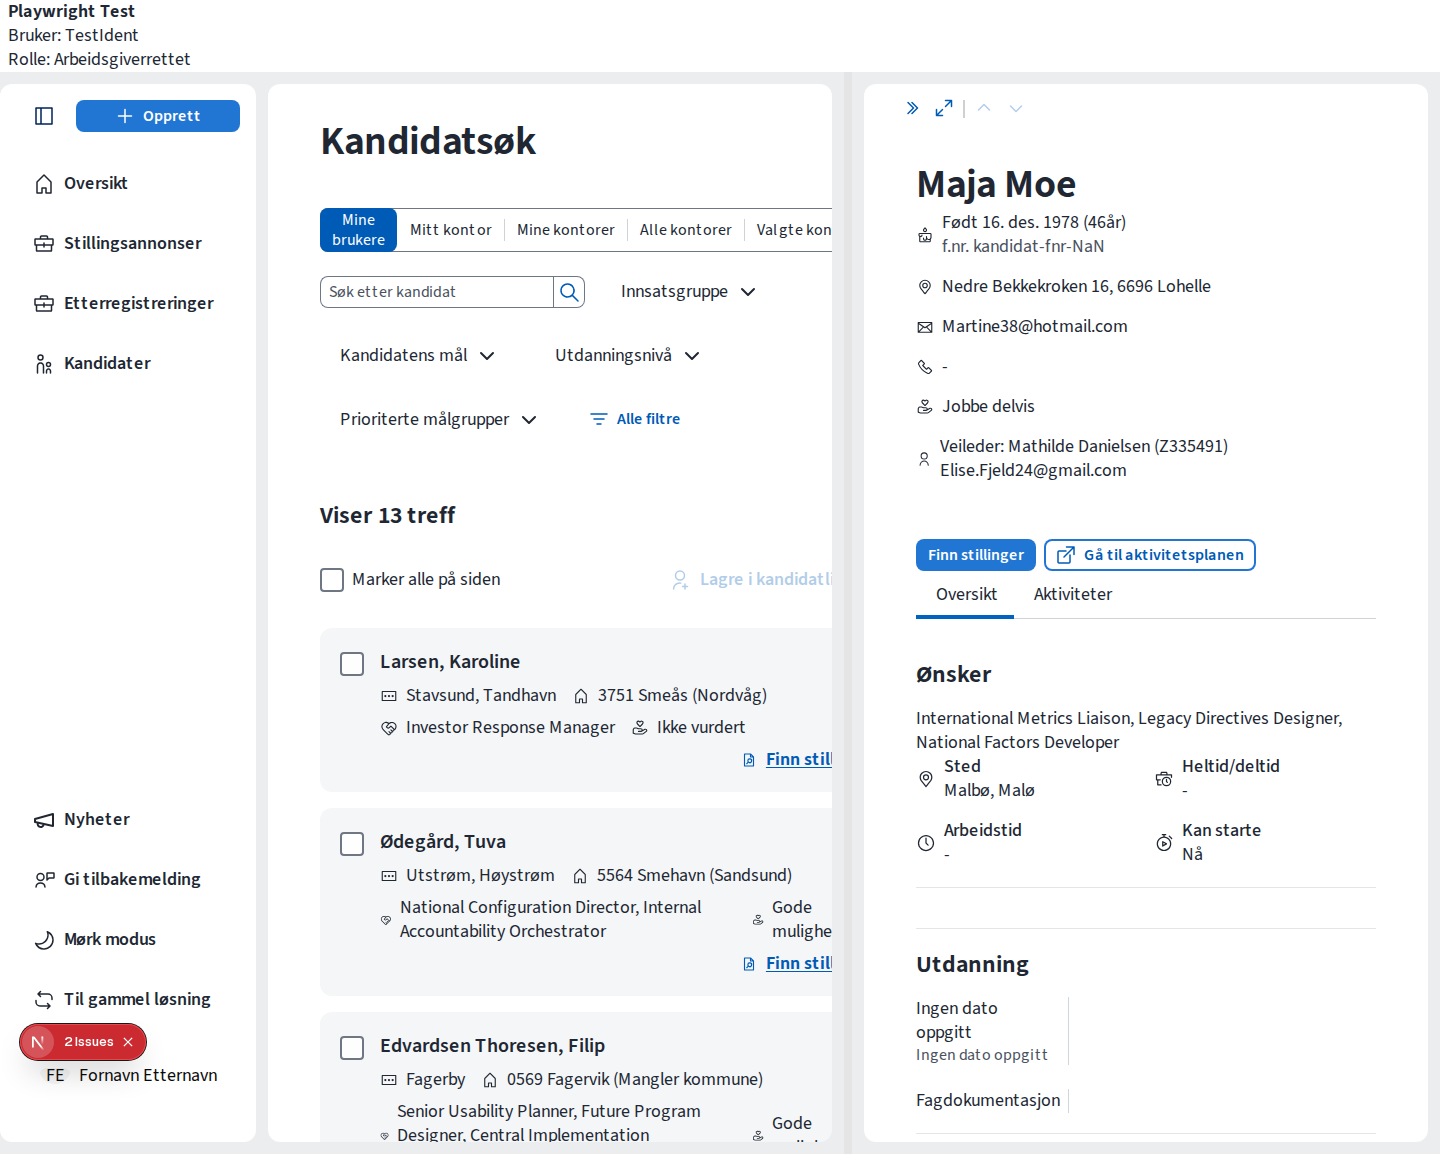 Playwright Test
Bruker: TestIdent
Rolle: Arbeidsgiverrettet
Opprett
Oversikt
Stillingsannonser
Etterregistreringer
Kandidater
Nyheter
Gi tilbakemelding
Mørk modus
Til gammel løsning
2 Issues
FE Fornavn Etternavn
Kandidatsøk
Mine
brukere
Mitt kontor
Mine kontorer
Alle kontorer
Valgte kon
Søk etter kandidat
Innsatsgruppe
Kandidatens mål
Utdanningsnivå
Prioriterte målgrupper
Alle filtre
Viser 13 treff
Marker alle på siden
Lagre i kandidatli
Larsen, Karoline
Stavsund, Tandhavn
3751 Smeås (Nordvåg)
Investor Response Manager
Ikke vurdert
Finn still
Ødegård, Tuva
Utstrøm, Høystrøm
5564 Smehavn (Sandsund)
National Configuration Director, Internal
Accountability Orchestrator
Gode
mulighe
Finn still
Edvardsen Thoresen, Filip
Fagerby
0569 Fagervik (Mangler kommune)
Senior Usability Planner, Future Program
Designer, Central Implementation
Gode
Maja Moe
Født 16. des. 1978 (46år)
f.nr. kandidat-fnr-NaN
Nedre Bekkekroken 16, 6696 Lohelle
Martine38@hotmail.com
-
Jobbe delvis
Veileder: Mathilde Danielsen (Z335491)
Elise.Fjeld24@gmail.com
Finn stillinger
Gå til aktivitetsplanen
Oversikt
Aktiviteter
Ønsker
International Metrics Liaison, Legacy Directives Designer,
National Factors Developer
Sted
Malbø, Malø
Heltid/deltid
-
Arbeidstid
-
Kan starte
Nå
Utdanning
Ingen dato
oppgitt
Ingen dato oppgitt
Fagdokumentasjon